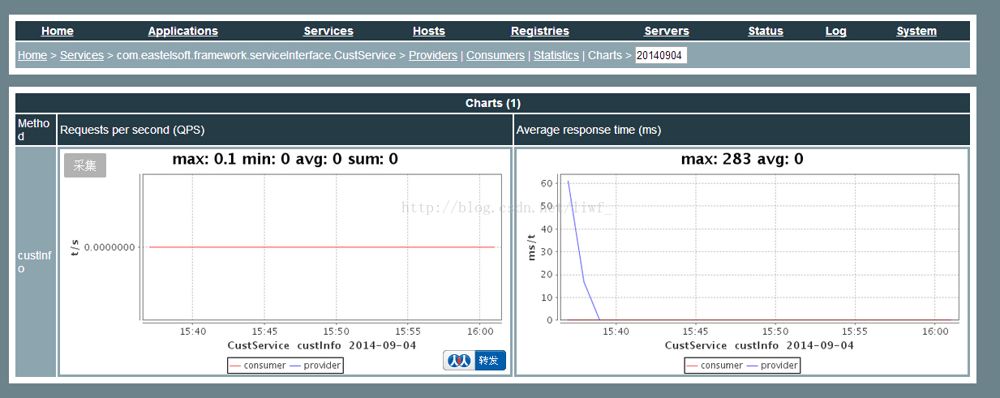 Home Applications Services Hosts Registries Servers Status Log System
Home > Services > com.eastelsoft.framework.serviceInterface.CustService > Providers | Consumers | Statistics | Charts > 20140904
Charts (1)
Metho
d
Requests per second (QPS)
Average response time (ms)
custInf
o
采集
max: 0.1 min: 0 avg: 0 sum: 0
t/s
0.0000000
15:40 15:45 15:50 15:55 16:00
CustService custInfo 2014-09-04
consumer provider
转发
max: 283 avg: 0
ms/t
60
50
40
30
20
10
0
15:40 15:45 15:50 15:55 16:00
CustService custInfo 2014-09-04
consumer provider
http://blog.csdn.net/liwf_